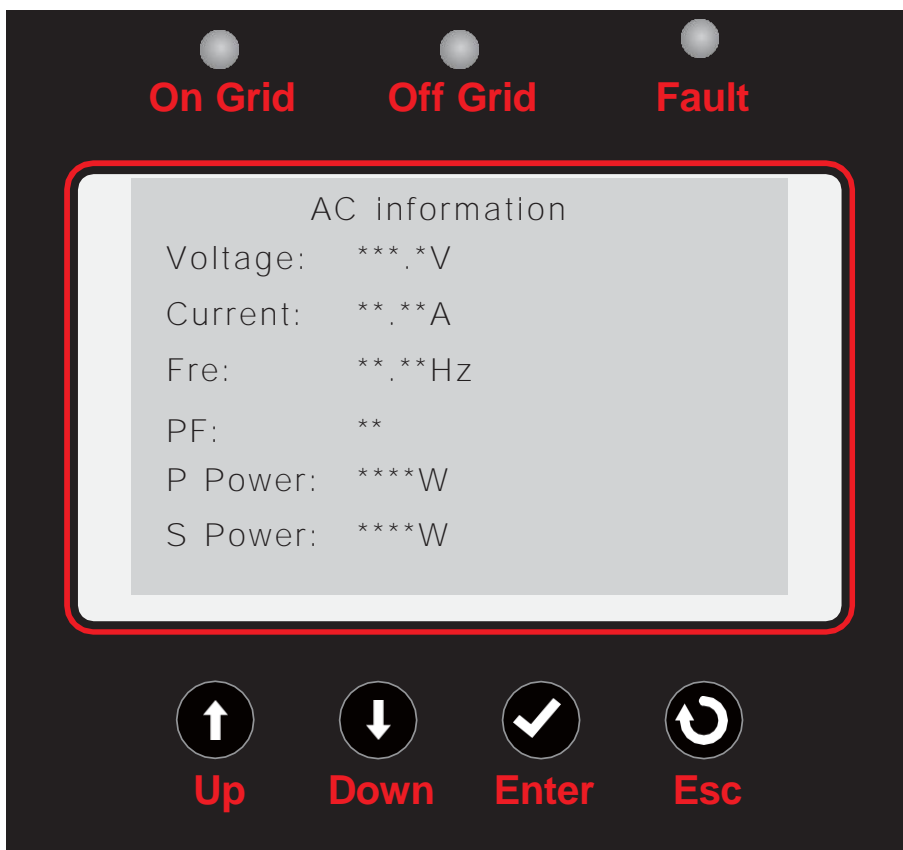 On Grid Off Grid Fault
AC information
Voltage: ***.*V
Current: **.**A
Fre: **.**Hz
PF: **
P Power: ****W
S Power: ****W
Up Down Enter Esc